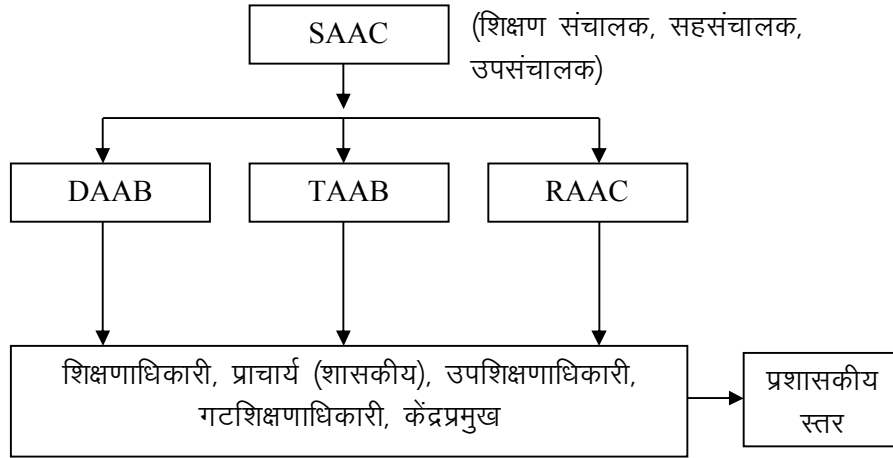 SAAC
(शिक्षण संचालक, सहसंचालक,
उपसंचालक)
DAAB
TAAB
RAAC
शिक्षणाधिकारी, प्राचार्य (शासकीय), उपशिक्षणाधिकारी,
गटशिक्षणाधिकारी, केंद्रप्रमुख
प्रशासकीय
स्तर